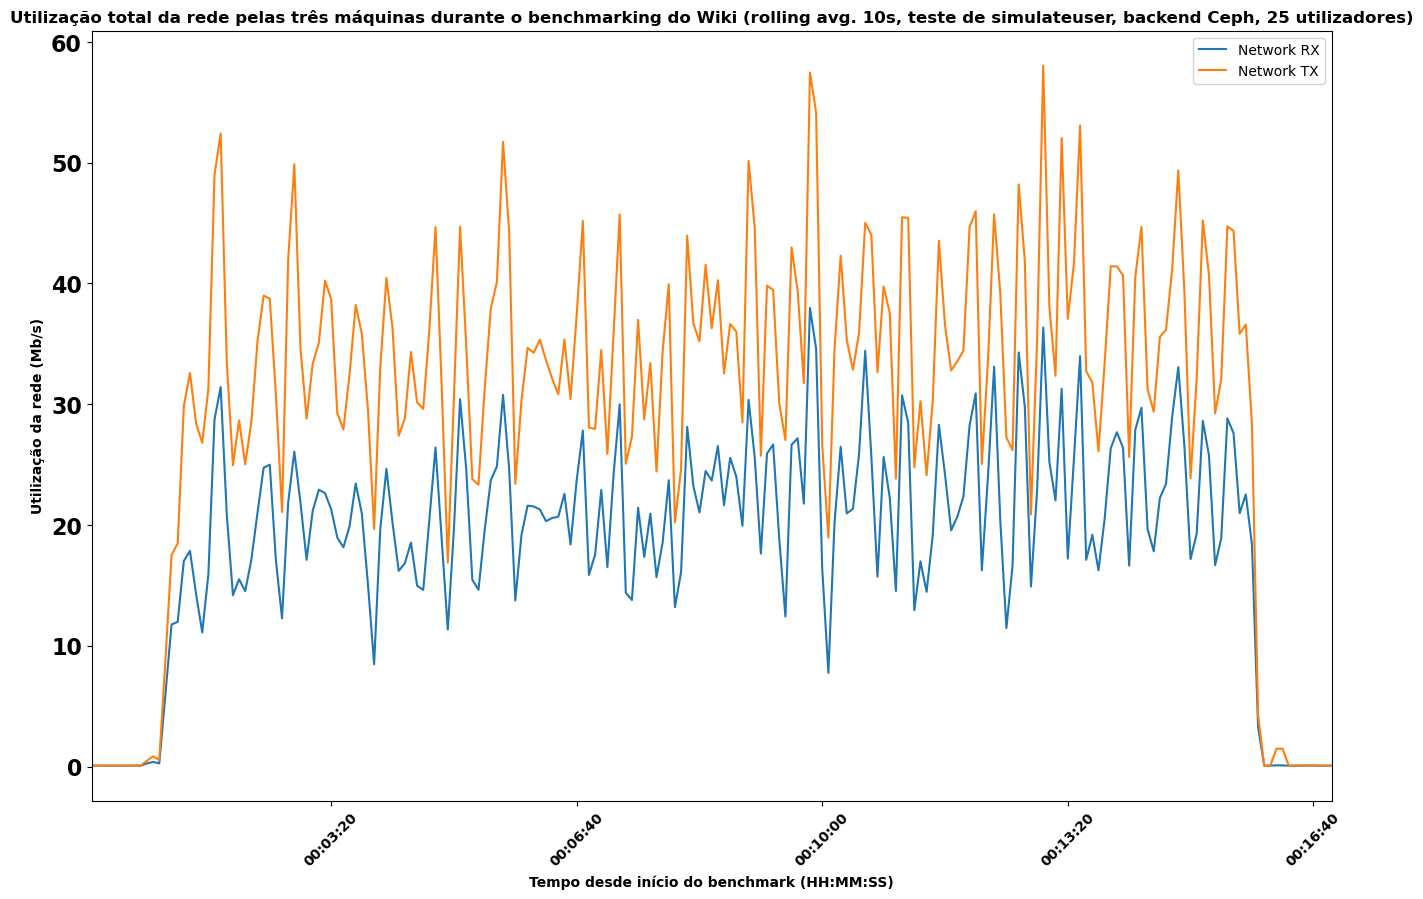 Utilização total da rede pelas três máquinas durante o benchmarking do Wiki (rolling avg. 10s, teste de simulateuser, backend Ceph, 25 utilizadores)
Network RX
Network TX
Utilização da rede (Mb/s)
60
50
40
30
20
10
0
00:03:20
00:06:40
00:10:00
00:13:20
00:16:40
Tempo desde início do benchmark (HH:MM:SS)